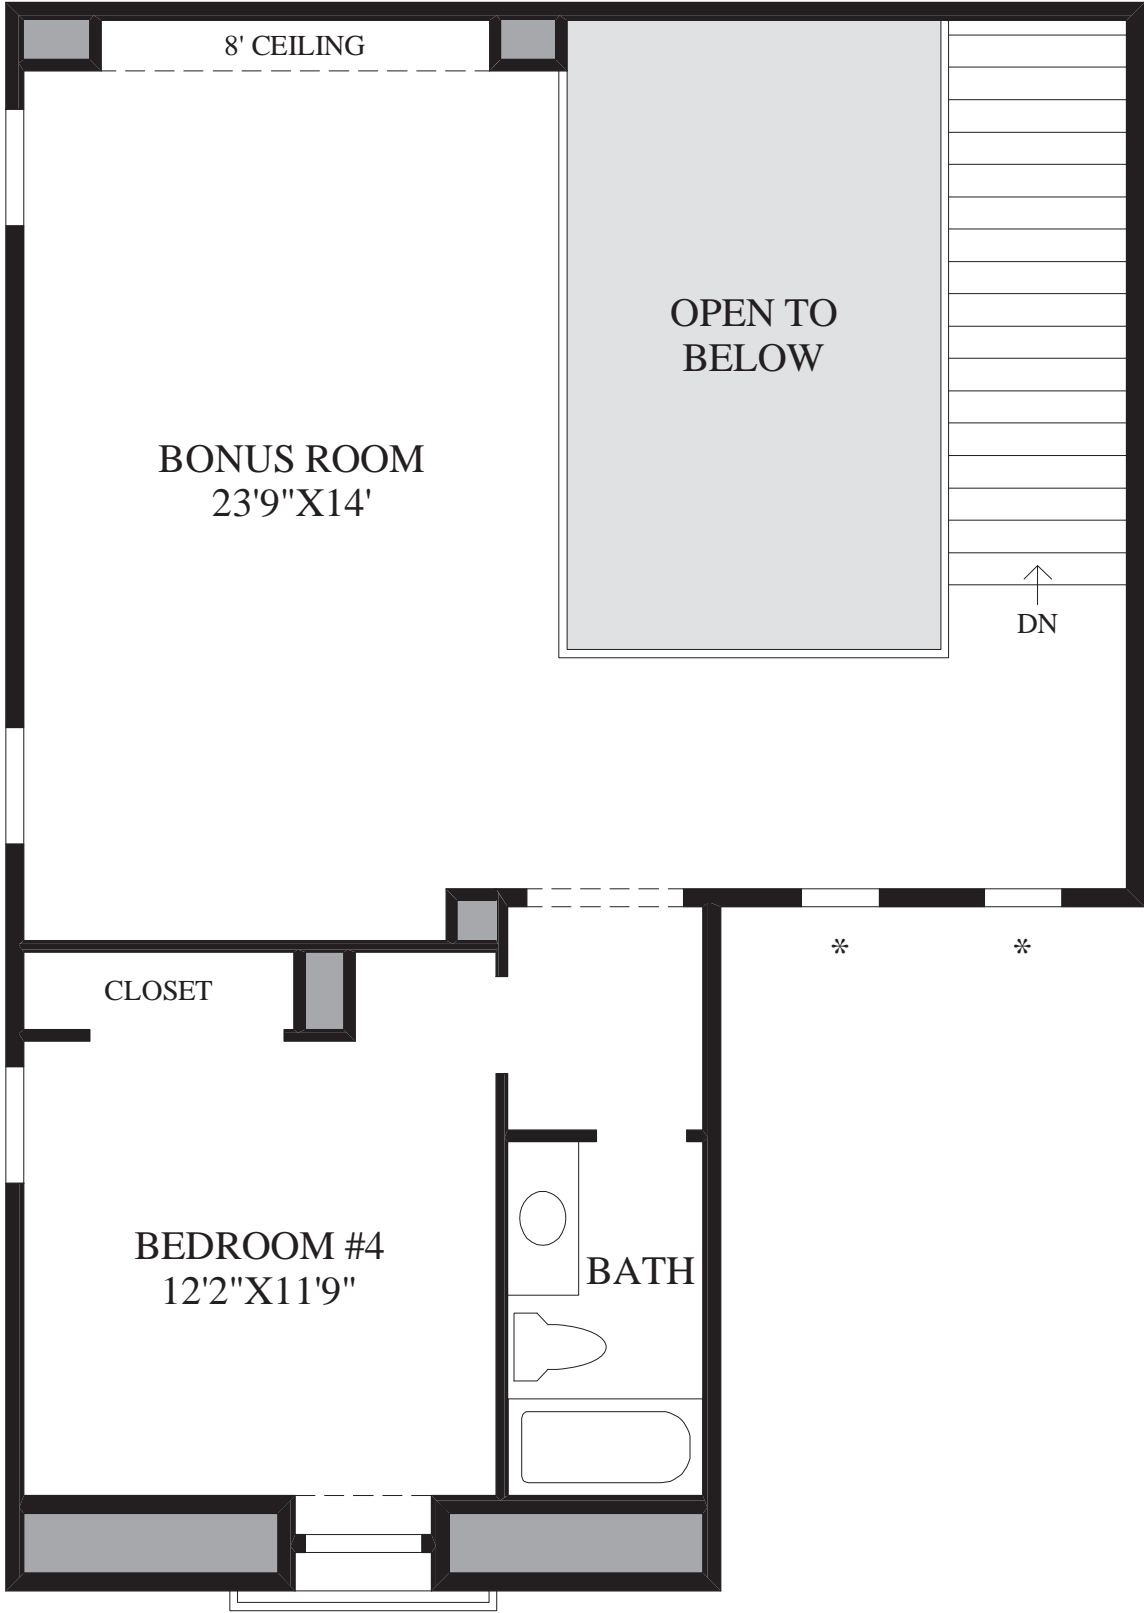 8' CEILING
OPEN TO
BELOW
BONUS ROOM
23'9"X14'
DN
*
*
CLOSET
BEDROOM #4
12'2"X11'9"
BATH